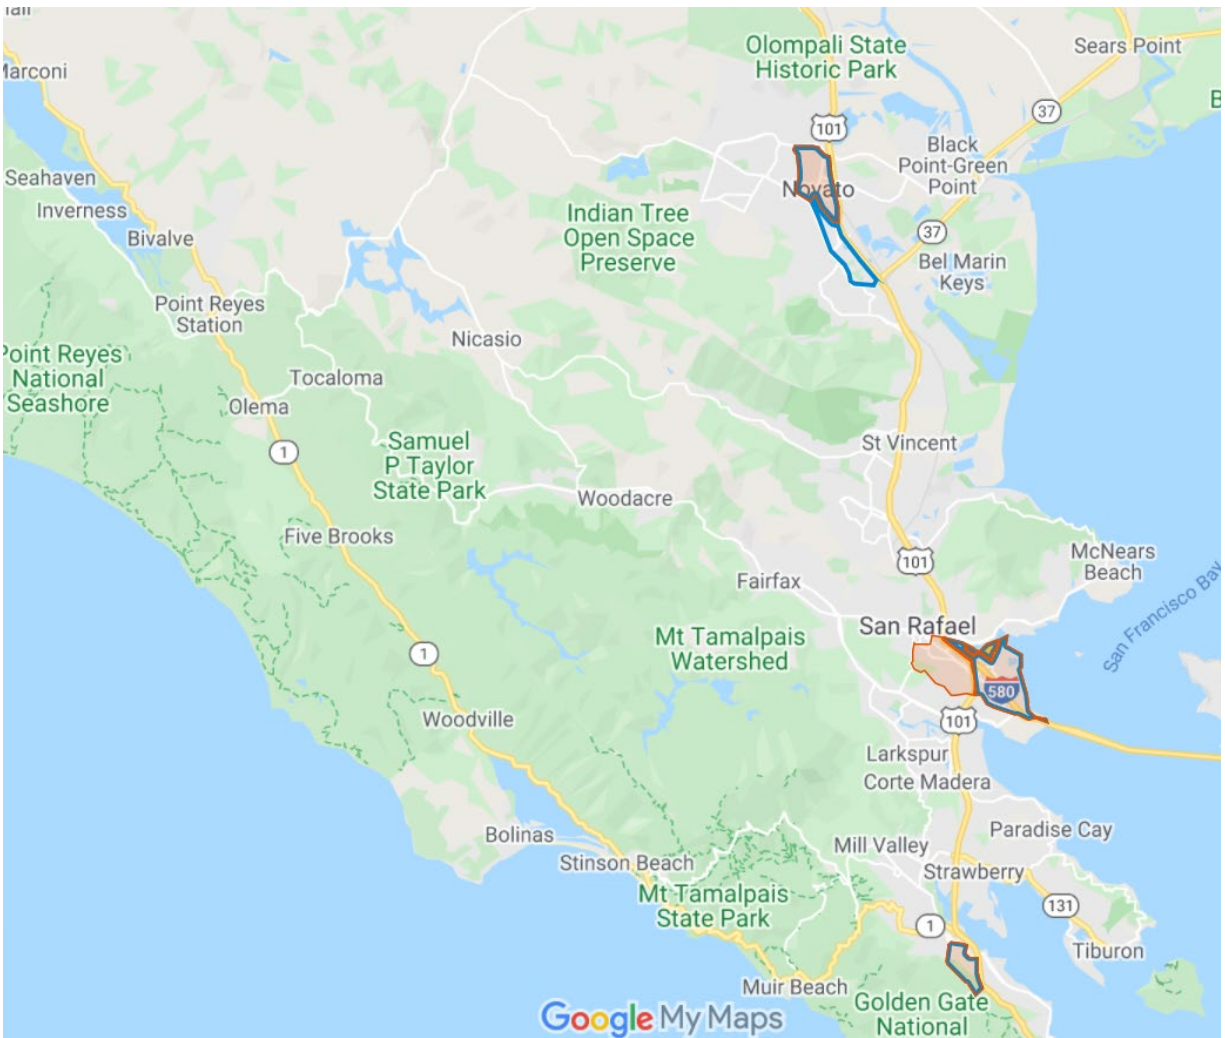 Olompali State
Historic Park
Sears Point
Marconi
37
101
Black
Point-Green
Point
Seahaven
Novato
Inverness
Indian Tree
Open Space
Preserve
Bivalve
37
Bel Marin
Keys
Point Reyes
Station
Nicasio
Point Reyes
National
Seashore
Tocaloma
Olema
1
Samuel
P Taylor
State Park
St Vincent
Woodacre
Five Brooks
101
McNears
Beach
Fairfax
San Francisco Bay
San Rafael
Mt Tamalpais
Watershed
1
580
Woodville
101
Larkspur
Corte Madera
Bolinas
Paradise Cay
Mill Valley
Stinson Beach
Strawberry
Mt Tamalpais
State Park
131
1
Tiburon
Muir Beach
Golden Gate
National
Google My Maps